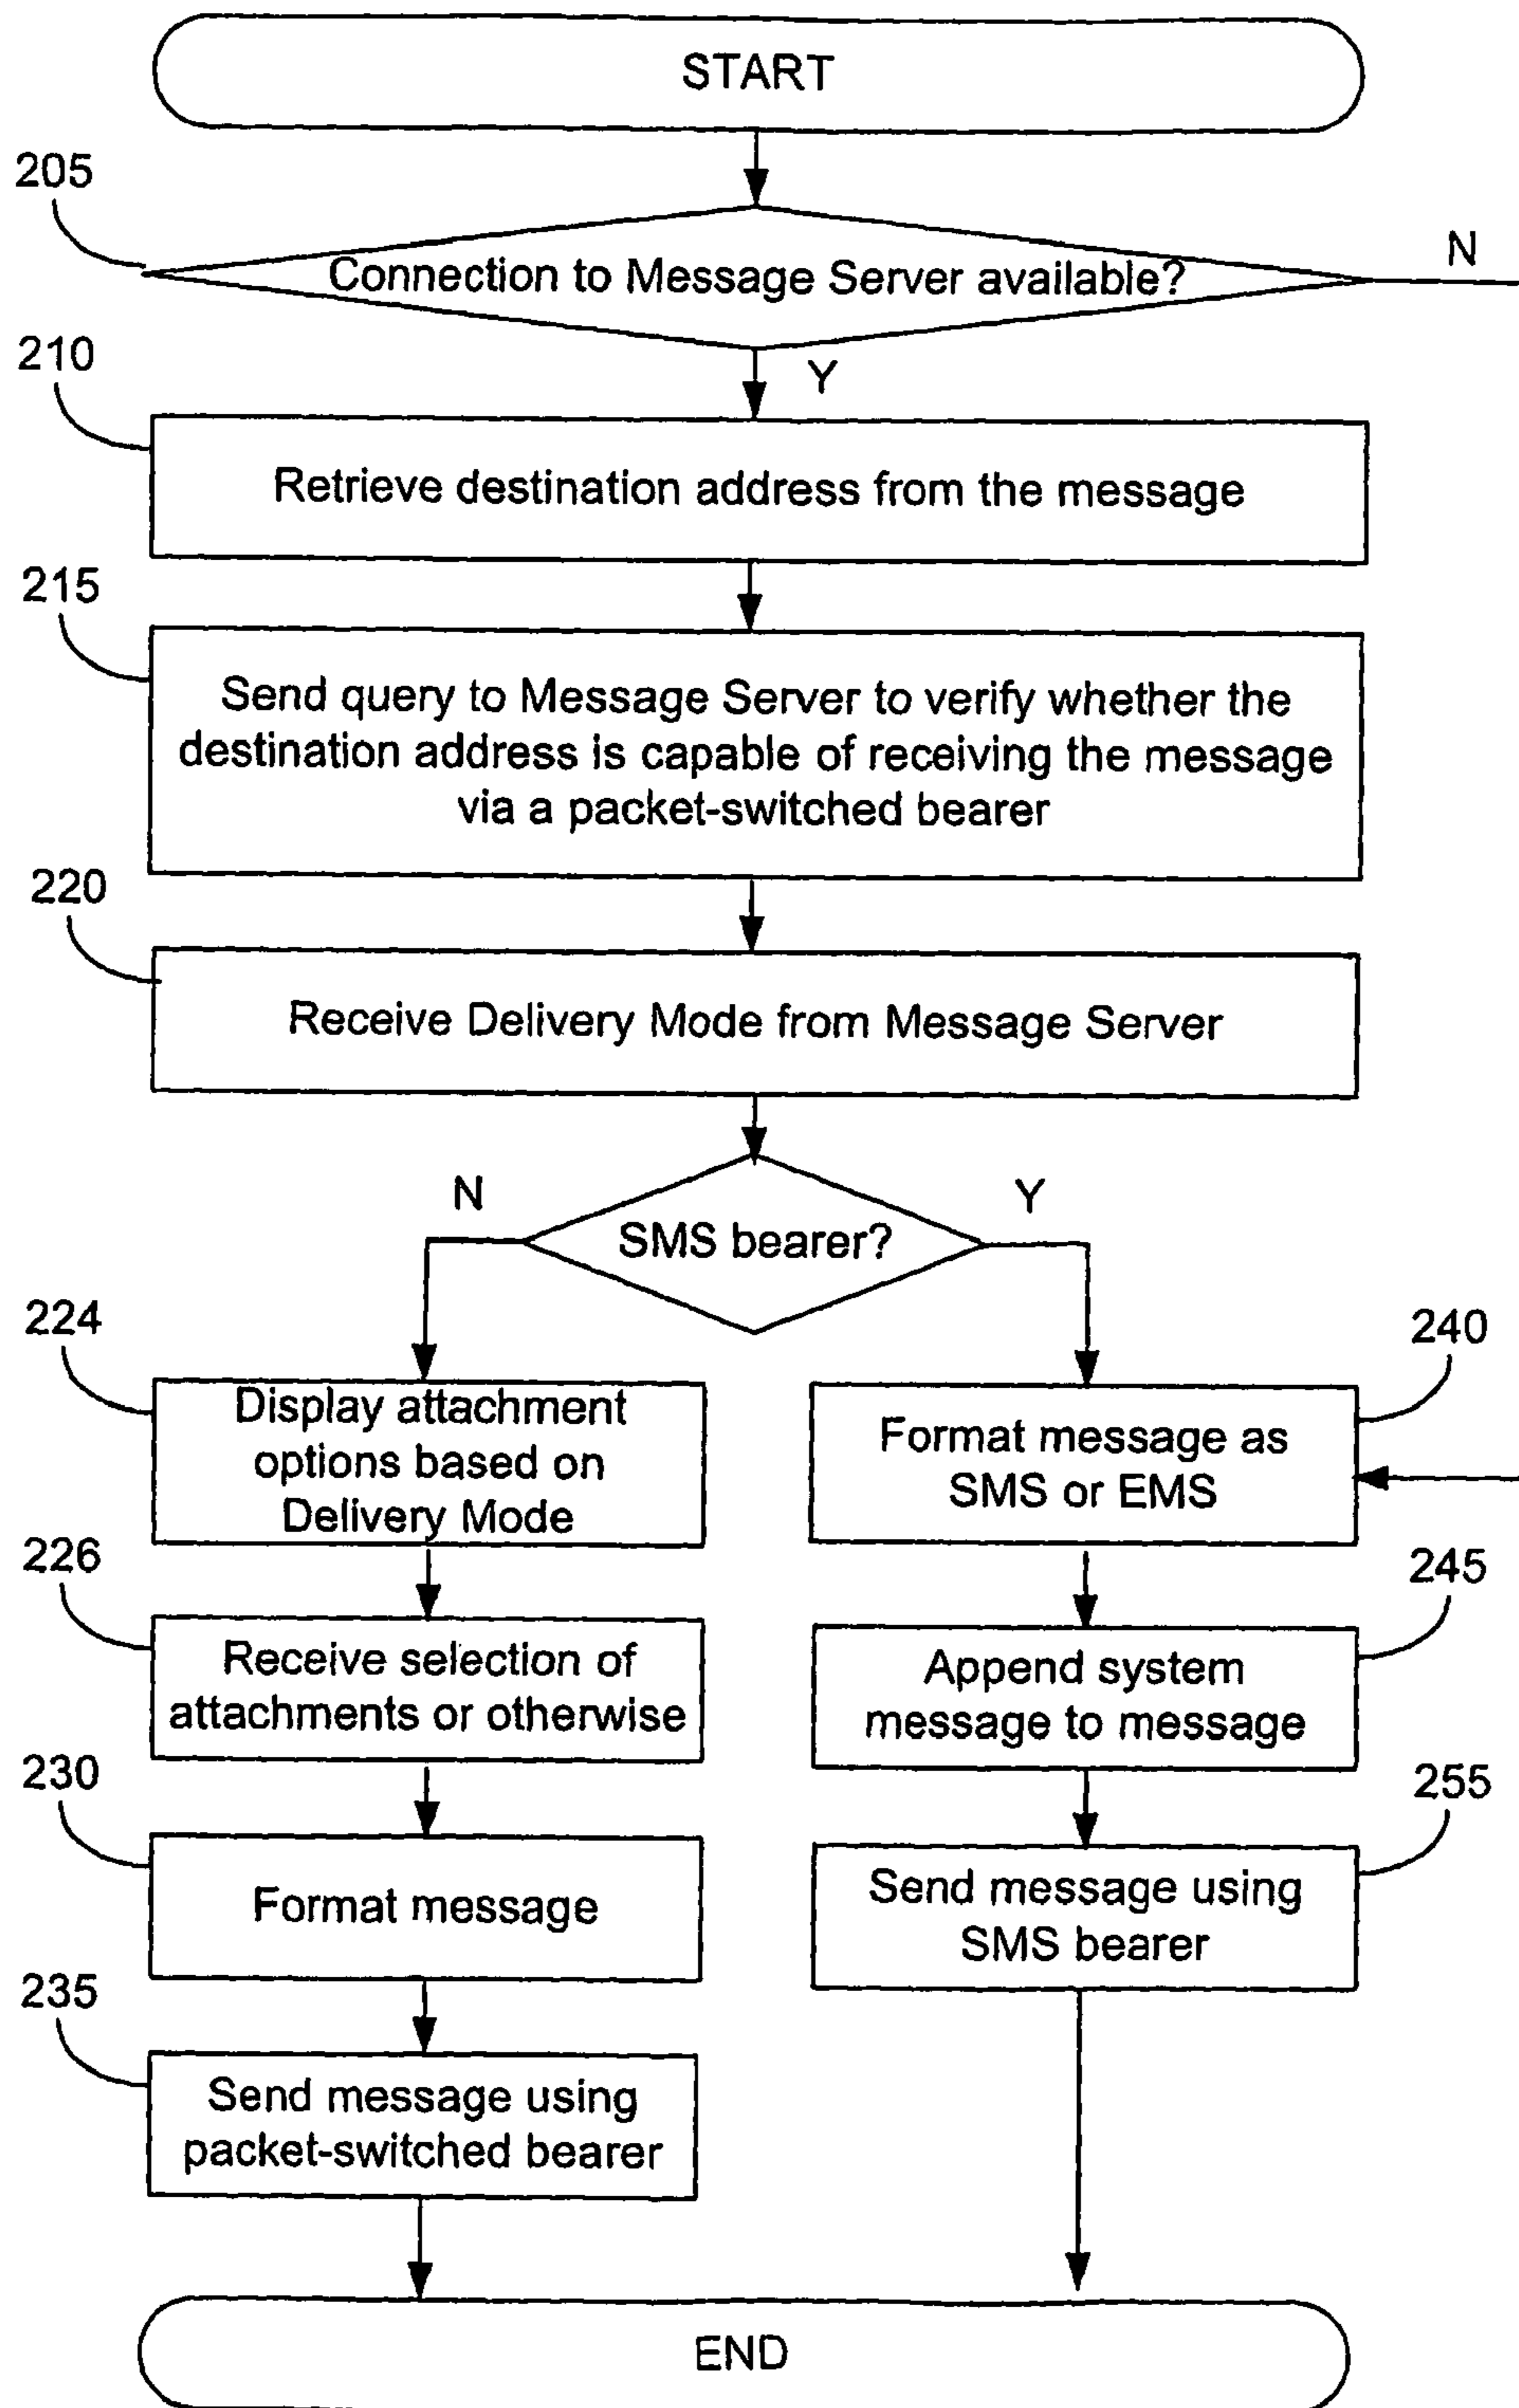 START
205
Connection to Message Server available?
N
Y
210
Retrieve destination address from the message
215
Send query to Message Server to verify whether the
destination address is capable of receiving the message
via a packet-switched bearer
220
Receive Delivery Mode from Message Server
N
Y
SMS bearer?
224
Display attachment
options based on
Delivery Mode
240
Format message as
SMS or EMS
226
Receive selection of
attachments or otherwise
245
Append system
message to message
230
Format message
255
Send message using
SMS bearer
235
Send message using
packet-switched bearer
END